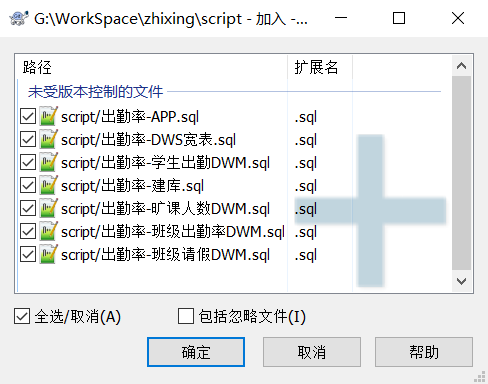 G:\WorkSpace\zhixing\script - 加入 -...
路径 扩展名
未受版本控制的文件
script/出勤率-APP.sql .sql
script/出勤率-DWS宽表.sql .sql
script/出勤率-学生出勤DWM.sql .sql
script/出勤率-建库.sql .sql
script/出勤率-旷课人数DWM.sql .sql
script/出勤率-班级出勤率DWM.sql .sql
script/出勤率-班级请假DWM.sql .sql
全选/取消(A) 包括忽略文件(I)
确定 取消 帮助